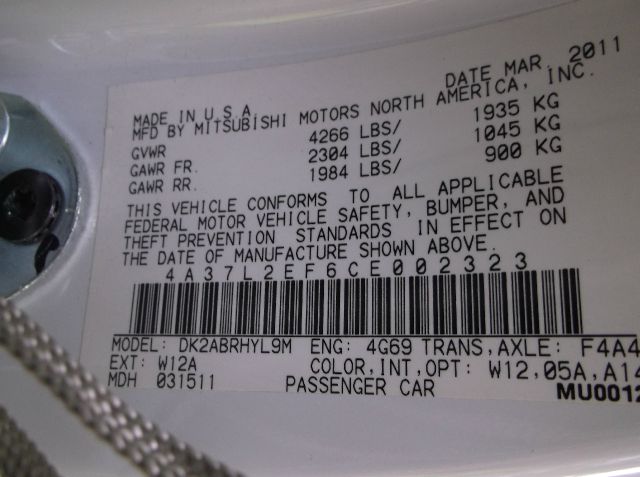 DATE MAR. 2011
MADE IN U.S.A
MFD BY MITSUBISHI MOTORS NORTH AMERICA, INC.
GVWR 4266 LBS/ 1935 KG
GAWR FR. 2304 LBS/ 1045 KG
GAWR RR. 1984 LBS/ 900 KG
THIS VEHICLE CONFORMS TO ALL APPLICABLE
FEDERAL MOTOR VEHICLE SAFETY, BUMPER, AND
THEFT PREVENTION STANDARDS IN EFFECT ON
THE DATE OF MANUFACTURE SHOWN ABOVE.
4A37L2EF6CE002323
MODEL: DK2ABRHYL9M ENG: 4G69 TRANS,AXLE: F4A4
EXT: W12A COLOR,INT,OPT: W12,05A,A14
MDH 031511 PASSENGER CAR MU0012